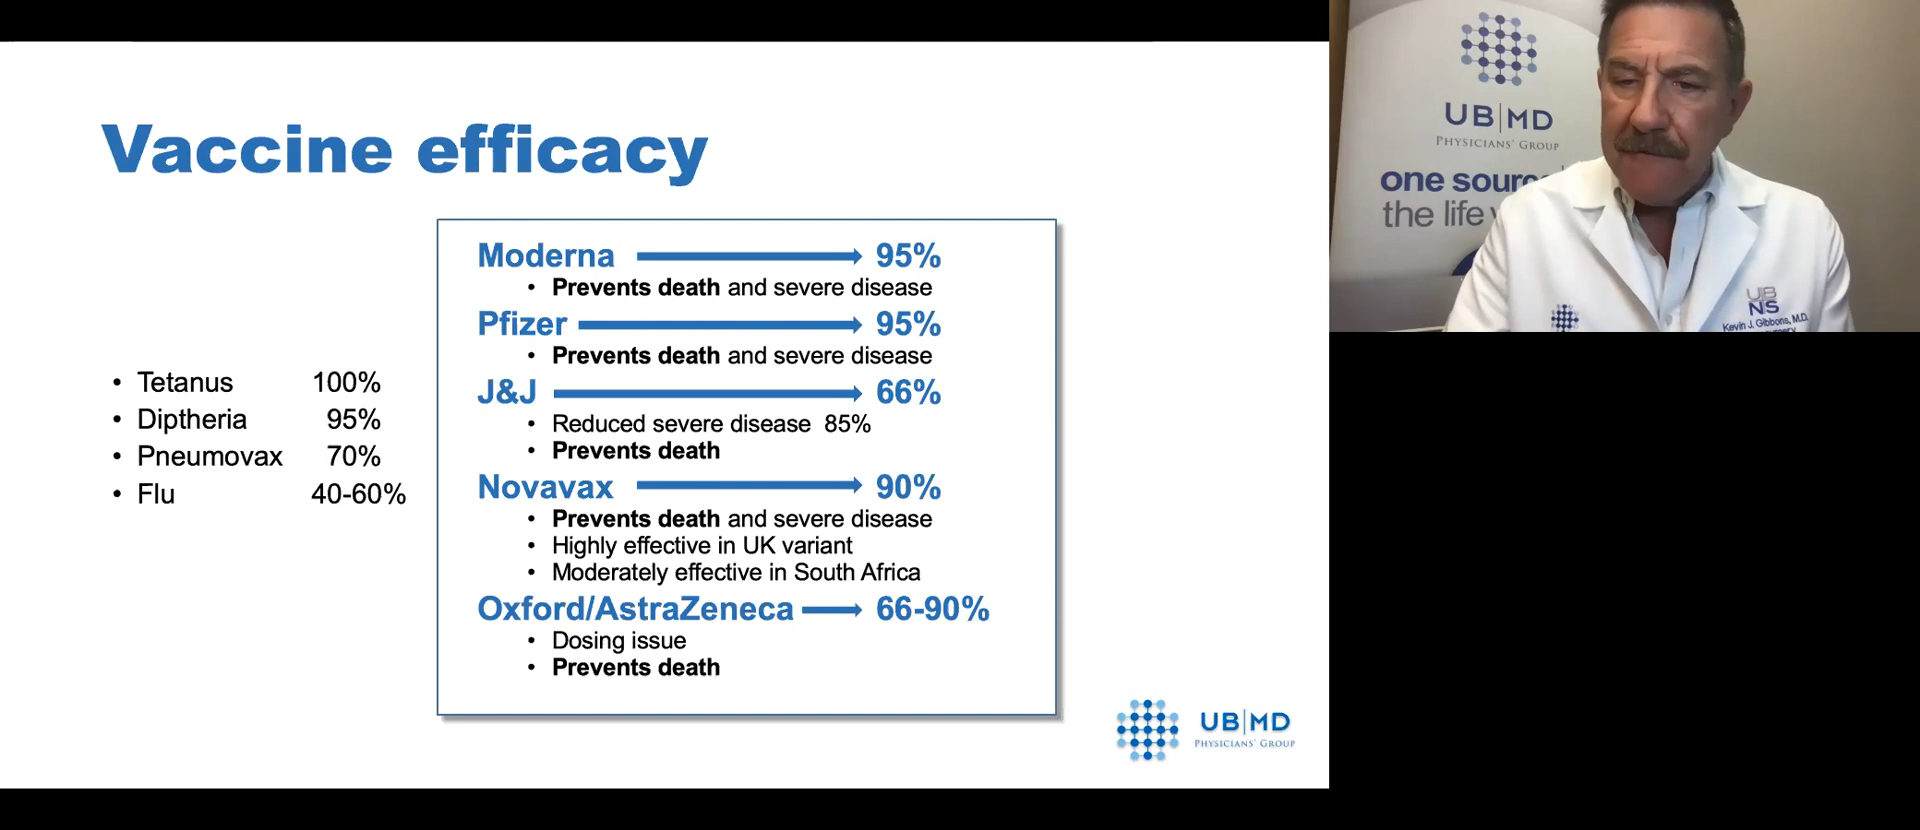 Vaccine efficacy
• Tetanus 100%
• Diptheria 95%
• Pneumovax 70%
• Flu 40-60%
Moderna 95%
• Prevents death and severe disease
Pfizer 95%
• Prevents death and severe disease
J&J 66%
• Reduced severe disease 85%
• Prevents death
Novavax 90%
• Prevents death and severe disease
• Highly effective in UK variant
• Moderately effective in South Africa
Oxford/AstraZeneca 66-90%
• Dosing issue
• Prevents death
UB|MD
PHYSICIANS' GROUP
UB|MD
PHYSICIANS' GROUP
one sourc
the life
UB
NS
Kevin J. Gibbons, M.D.